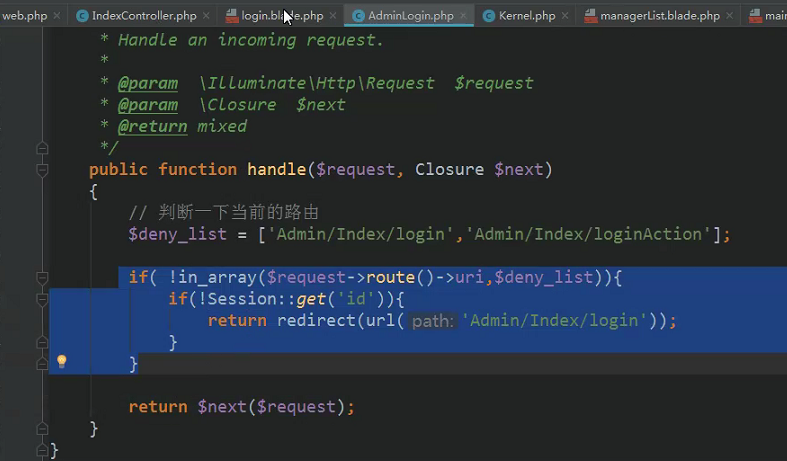 web.php IndexController.php login.blade.php AdminLogin.php Kernel.php managerList.blade.php main
* Handle an incoming request.
*
* @param \Illuminate\Http\Request $request
* @param \Closure $next
* @return mixed
*/
public function handle($request, Closure $next)
{
// 判断一下当前的路由
$deny_list = ['Admin/Index/login','Admin/Index/loginAction'];
if( !in_array($request->route()->uri,$deny_list)){
if(!Session::get('id')){
return redirect(url( path: 'Admin/Index/login'));
}
}
return $next($request);
}
}